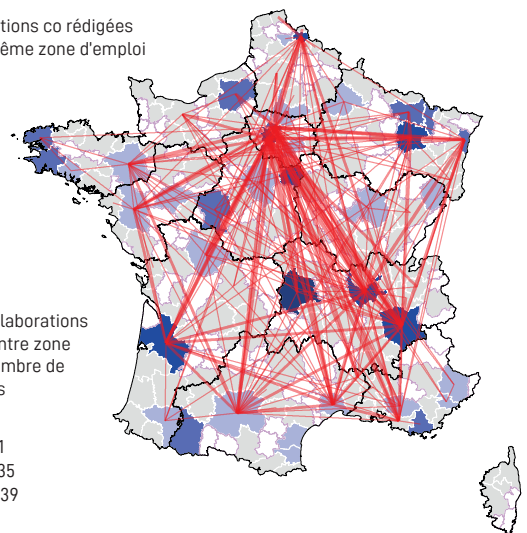 tions co rédigées
ême zone d'emploi
laborations
ntre zone
mbre de
s
1
35
39